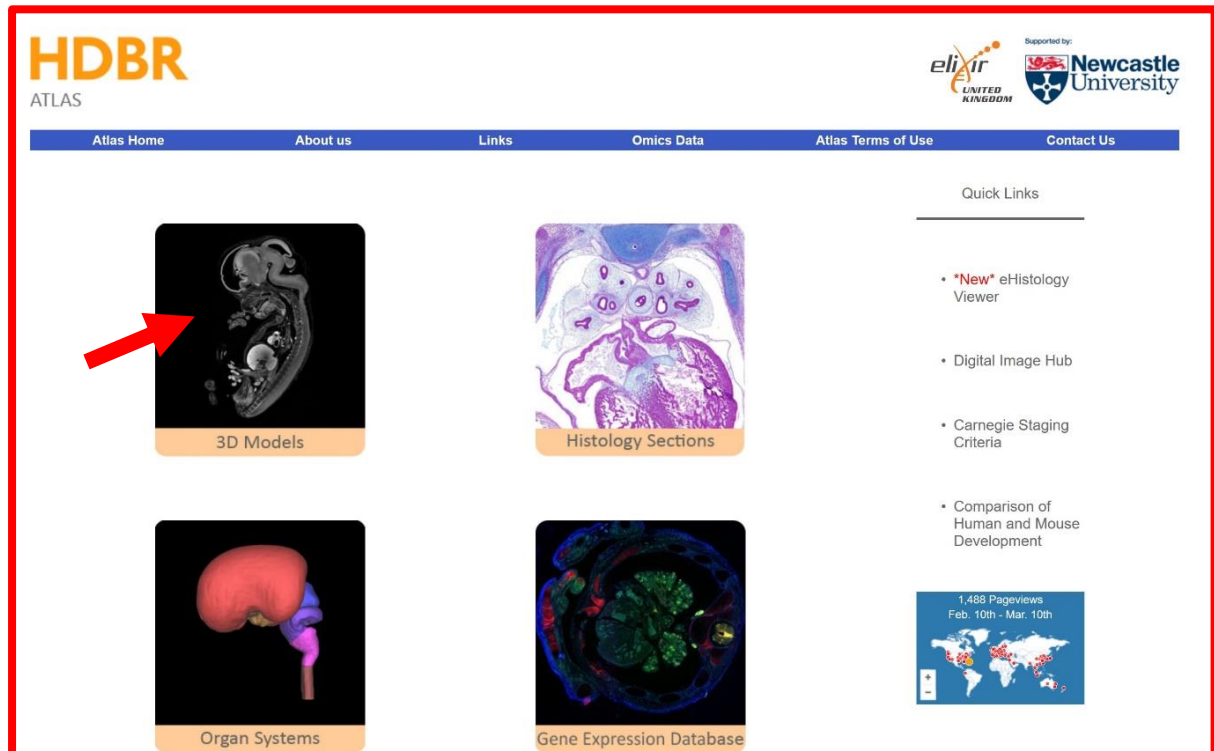 HDBR
ATLAS
elixir
UNITED
KINGDOM
Supported by:
Newcastle
University
Atlas Home
About us
Links
Omics Data
Atlas Terms of Use
Contact Us
Quick Links
3D Models
Histology Sections
• *New* eHistology
Viewer
• Digital Image Hub
• Carnegie Staging
Criteria
• Comparison of
Human and Mouse
Development
Organ Systems
Gene Expression Database
1,488 Pageviews
Feb. 10th - Mar. 10th
+
−